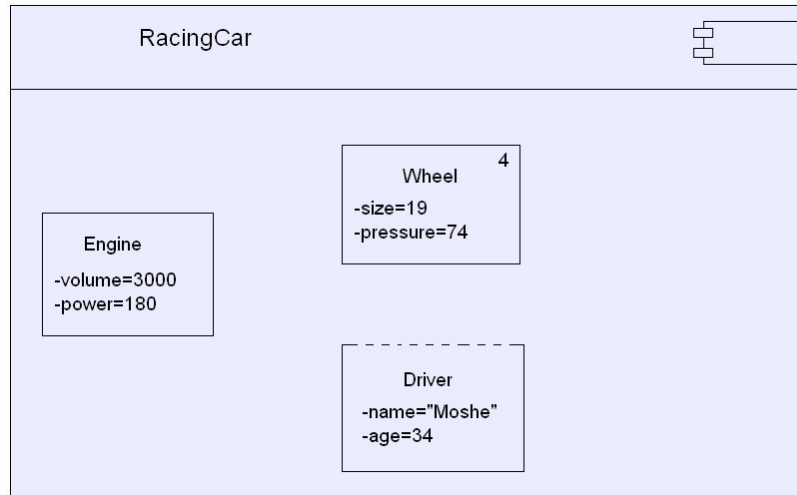 RacingCar
Engine
-volume=3000
-power=180
4
Wheel
-size=19
-pressure=74
Driver
-name="Moshe"
-age=34